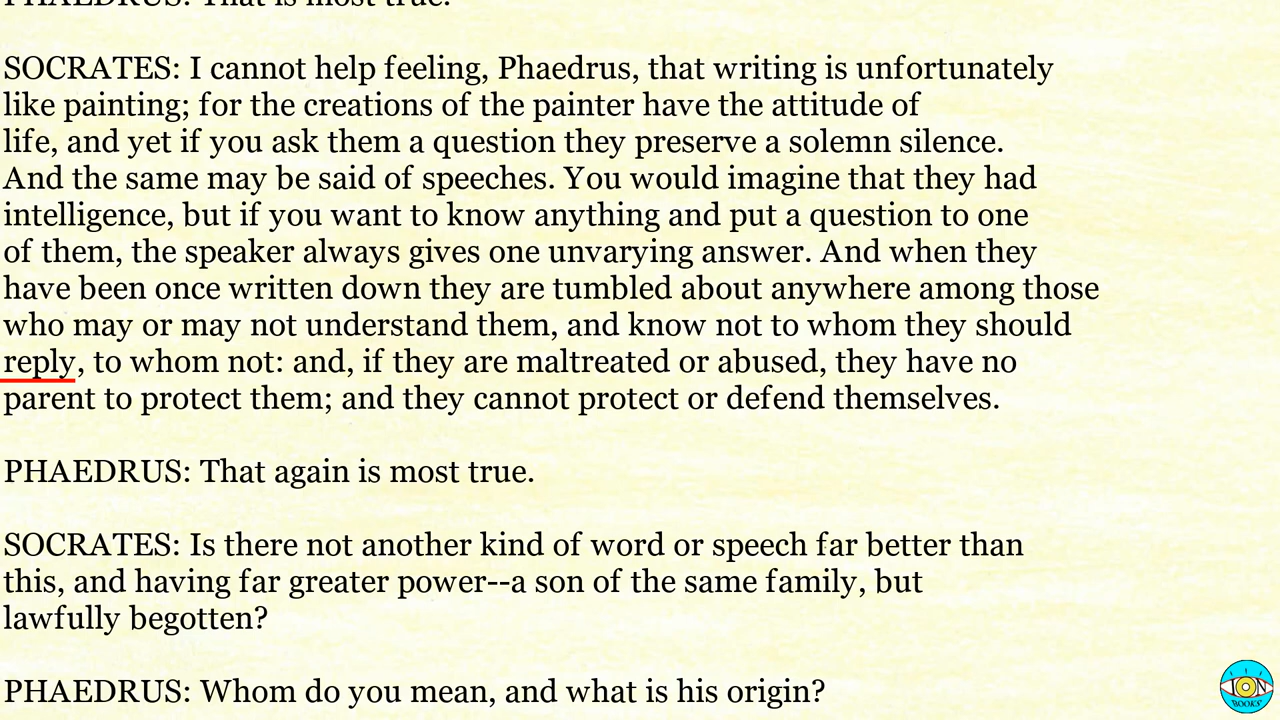 PHAEDRUS: That is most true.
SOCRATES: I cannot help feeling, Phaedrus, that writing is unfortunately
like painting; for the creations of the painter have the attitude of
life, and yet if you ask them a question they preserve a solemn silence.
And the same may be said of speeches. You would imagine that they had
intelligence, but if you want to know anything and put a question to one
of them, the speaker always gives one unvarying answer. And when they
have been once written down they are tumbled about anywhere among those
who may or may not understand them, and know not to whom they should
reply, to whom not: and, if they are maltreated or abused, they have no
parent to protect them; and they cannot protect or defend themselves.
PHAEDRUS: That again is most true.
SOCRATES: Is there not another kind of word or speech far better than
this, and having far greater power--a son of the same family, but
lawfully begotten?
PHAEDRUS: Whom do you mean, and what is his origin?
ION
BOOKS